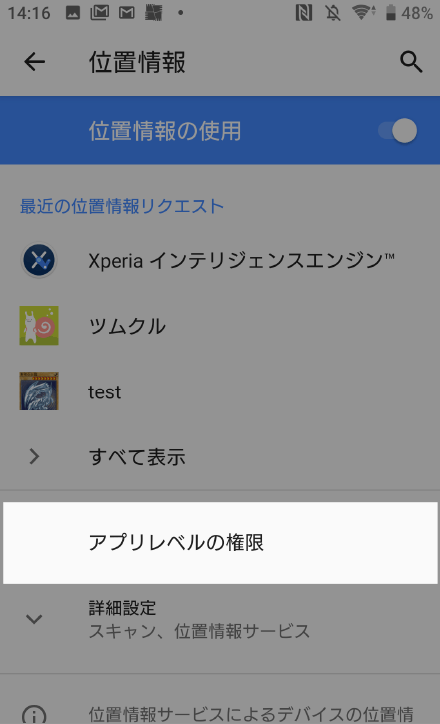 14:16
48%
位置情報
位置情報の使用
最近の位置情報リクエスト
Xperia インテリジェンスエンジン™
ツムクル
test
すべて表示
アプリレベルの権限
詳細設定
スキャン、位置情報サービス
位置情報サービスによるデバイスの位置情